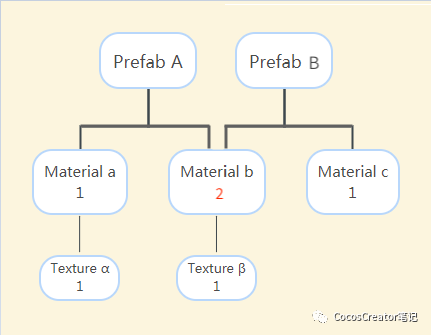 Prefab A
Prefab B
Material a
1
Material b
2
Material c
1
Texture α
1
Texture β
1
CocosCreator笔记